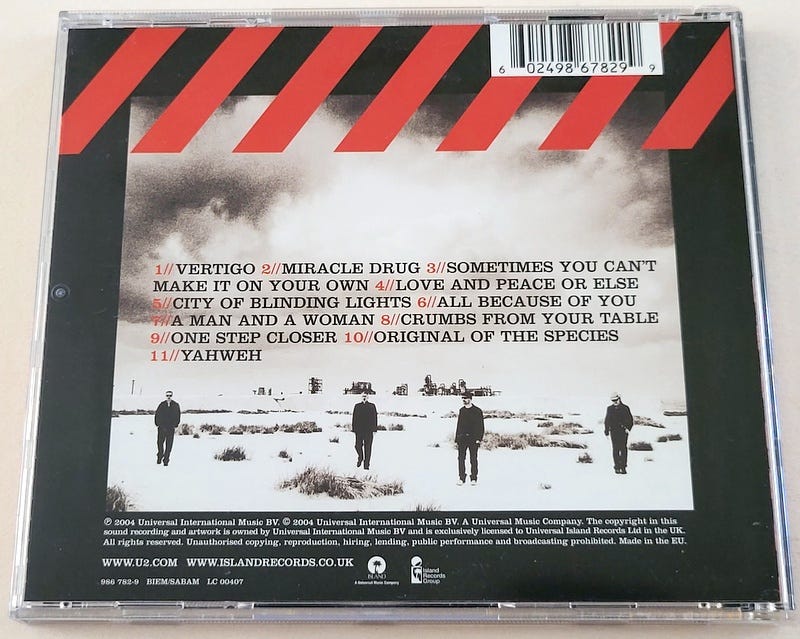 6 02498 67829 9
1//VERTIGO 2//MIRACLE DRUG 3//SOMETIMES YOU CAN'T
MAKE IT ON YOUR OWN 4//LOVE AND PEACE OR ELSE
5//CITY OF BLINDING LIGHTS 6//ALL BECAUSE OF YOU
7//A MAN AND A WOMAN 8//CRUMBS FROM YOUR TABLE
9//ONE STEP CLOSER 10//ORIGINAL OF THE SPECIES
11//YAHWEH
℗ 2004 Universal International Music BV. © 2004 Universal International Music BV. A Universal Music Company. The copyright in this
sound recording and artwork is owned by Universal International Music BV and is exclusively licensed to Universal Island Records Ltd in the UK.
All rights reserved. Unauthorised copying, reproduction, hiring, lending, public performance and broadcasting prohibited. Made in the EU.
WWW.U2.COM WWW.ISLANDRECORDS.CO.UK
ISLAND
A Universal Music Company
Island
Records
Group
986 782-9 BIEM/SABAM LC 00407